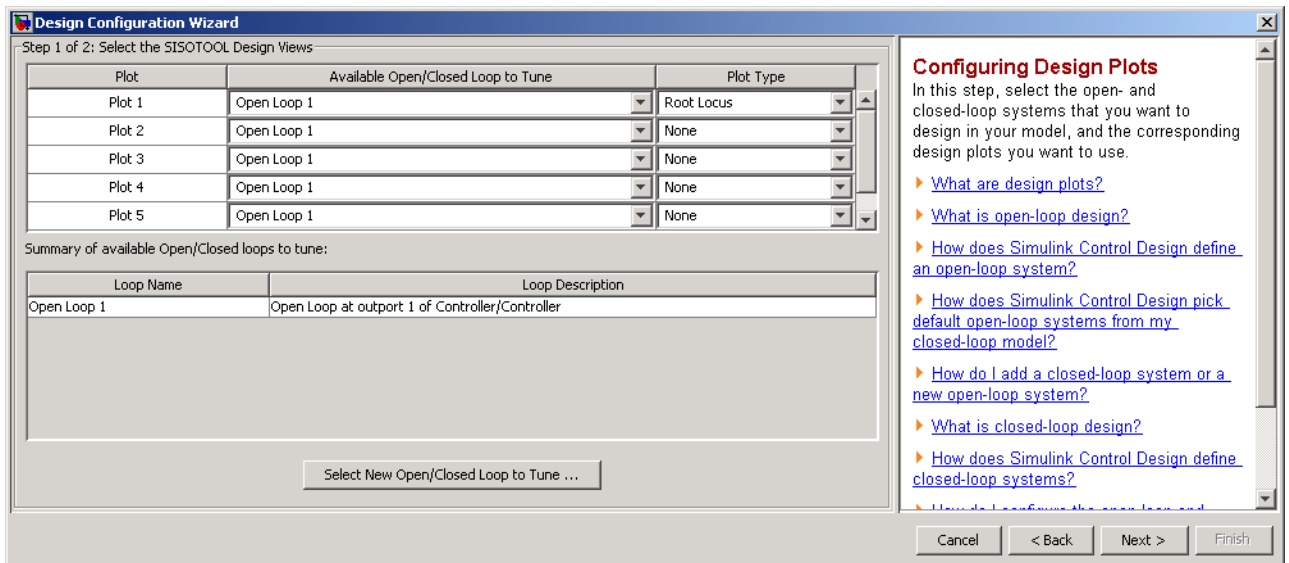 Design Configuration Wizard
Step 1 of 2: Select the SISOTOOL Design Views
Plot Available Open/Closed Loop to Tune Plot Type
Plot 1 Open Loop 1 Root Locus
Plot 2 Open Loop 1 None
Plot 3 Open Loop 1 None
Plot 4 Open Loop 1 None
Plot 5 Open Loop 1 None
Summary of available Open/Closed loops to tune:
Loop Name Loop Description
Open Loop 1 Open Loop at outport 1 of Controller/Controller
Select New Open/Closed Loop to Tune ...
Configuring Design Plots
In this step, select the open- and
closed-loop systems that you want to
design in your model, and the corresponding
design plots you want to use.
What are design plots?
What is open-loop design?
How does Simulink Control Design define
an open-loop system?
How does Simulink Control Design pick
default open-loop systems from my
closed-loop model?
How do I add a closed-loop system or a
new open-loop system?
What is closed-loop design?
How does Simulink Control Design define
closed-loop systems?
How do I configure the open loop and
Cancel < Back Next > Finish